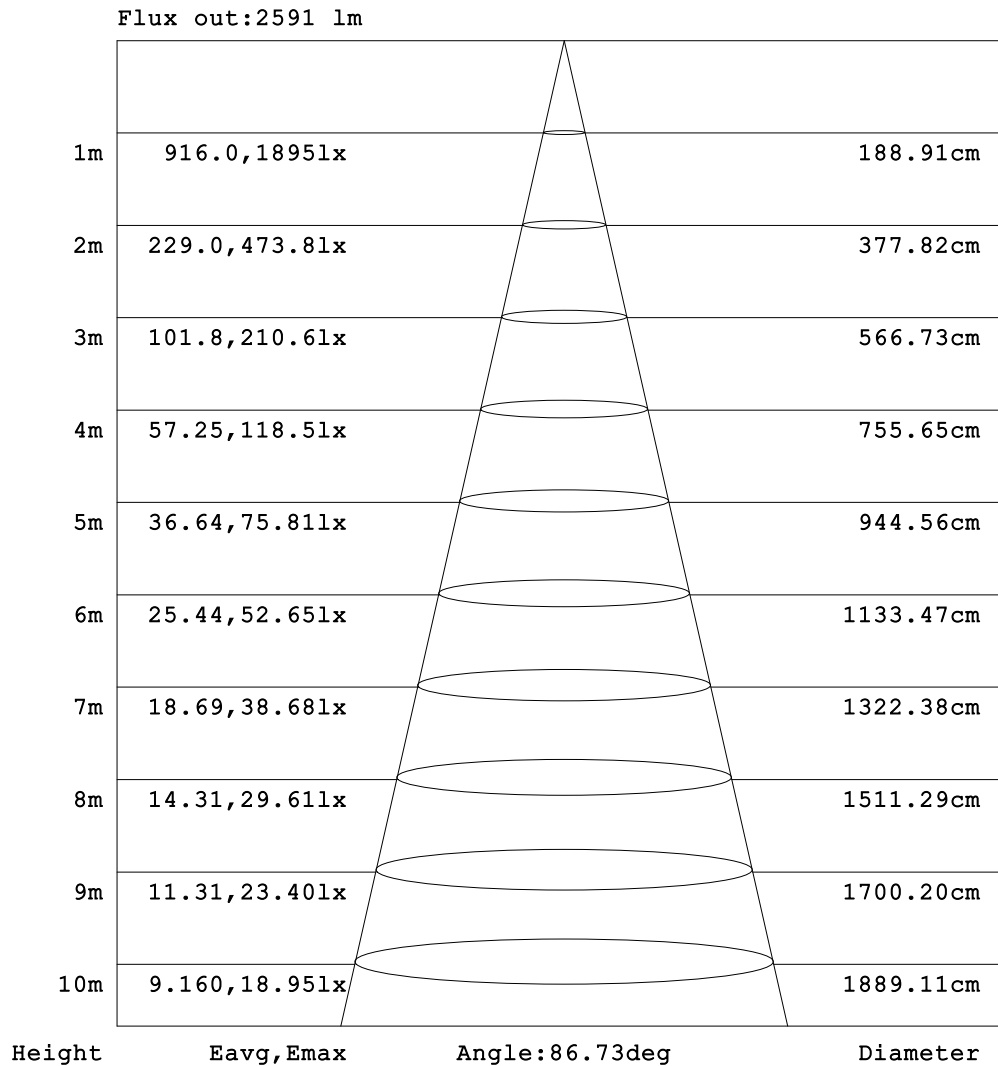 Flux out:2591 lm
1m 916.0,1895lx 188.91cm
2m 229.0,473.8lx 377.82cm
3m 101.8,210.6lx 566.73cm
4m 57.25,118.5lx 755.65cm
5m 36.64,75.81lx 944.56cm
6m 25.44,52.65lx 1133.47cm
7m 18.69,38.68lx 1322.38cm
8m 14.31,29.61lx 1511.29cm
9m 11.31,23.40lx 1700.20cm
10m 9.160,18.95lx 1889.11cm
Height Eavg,Emax Angle:86.73deg Diameter